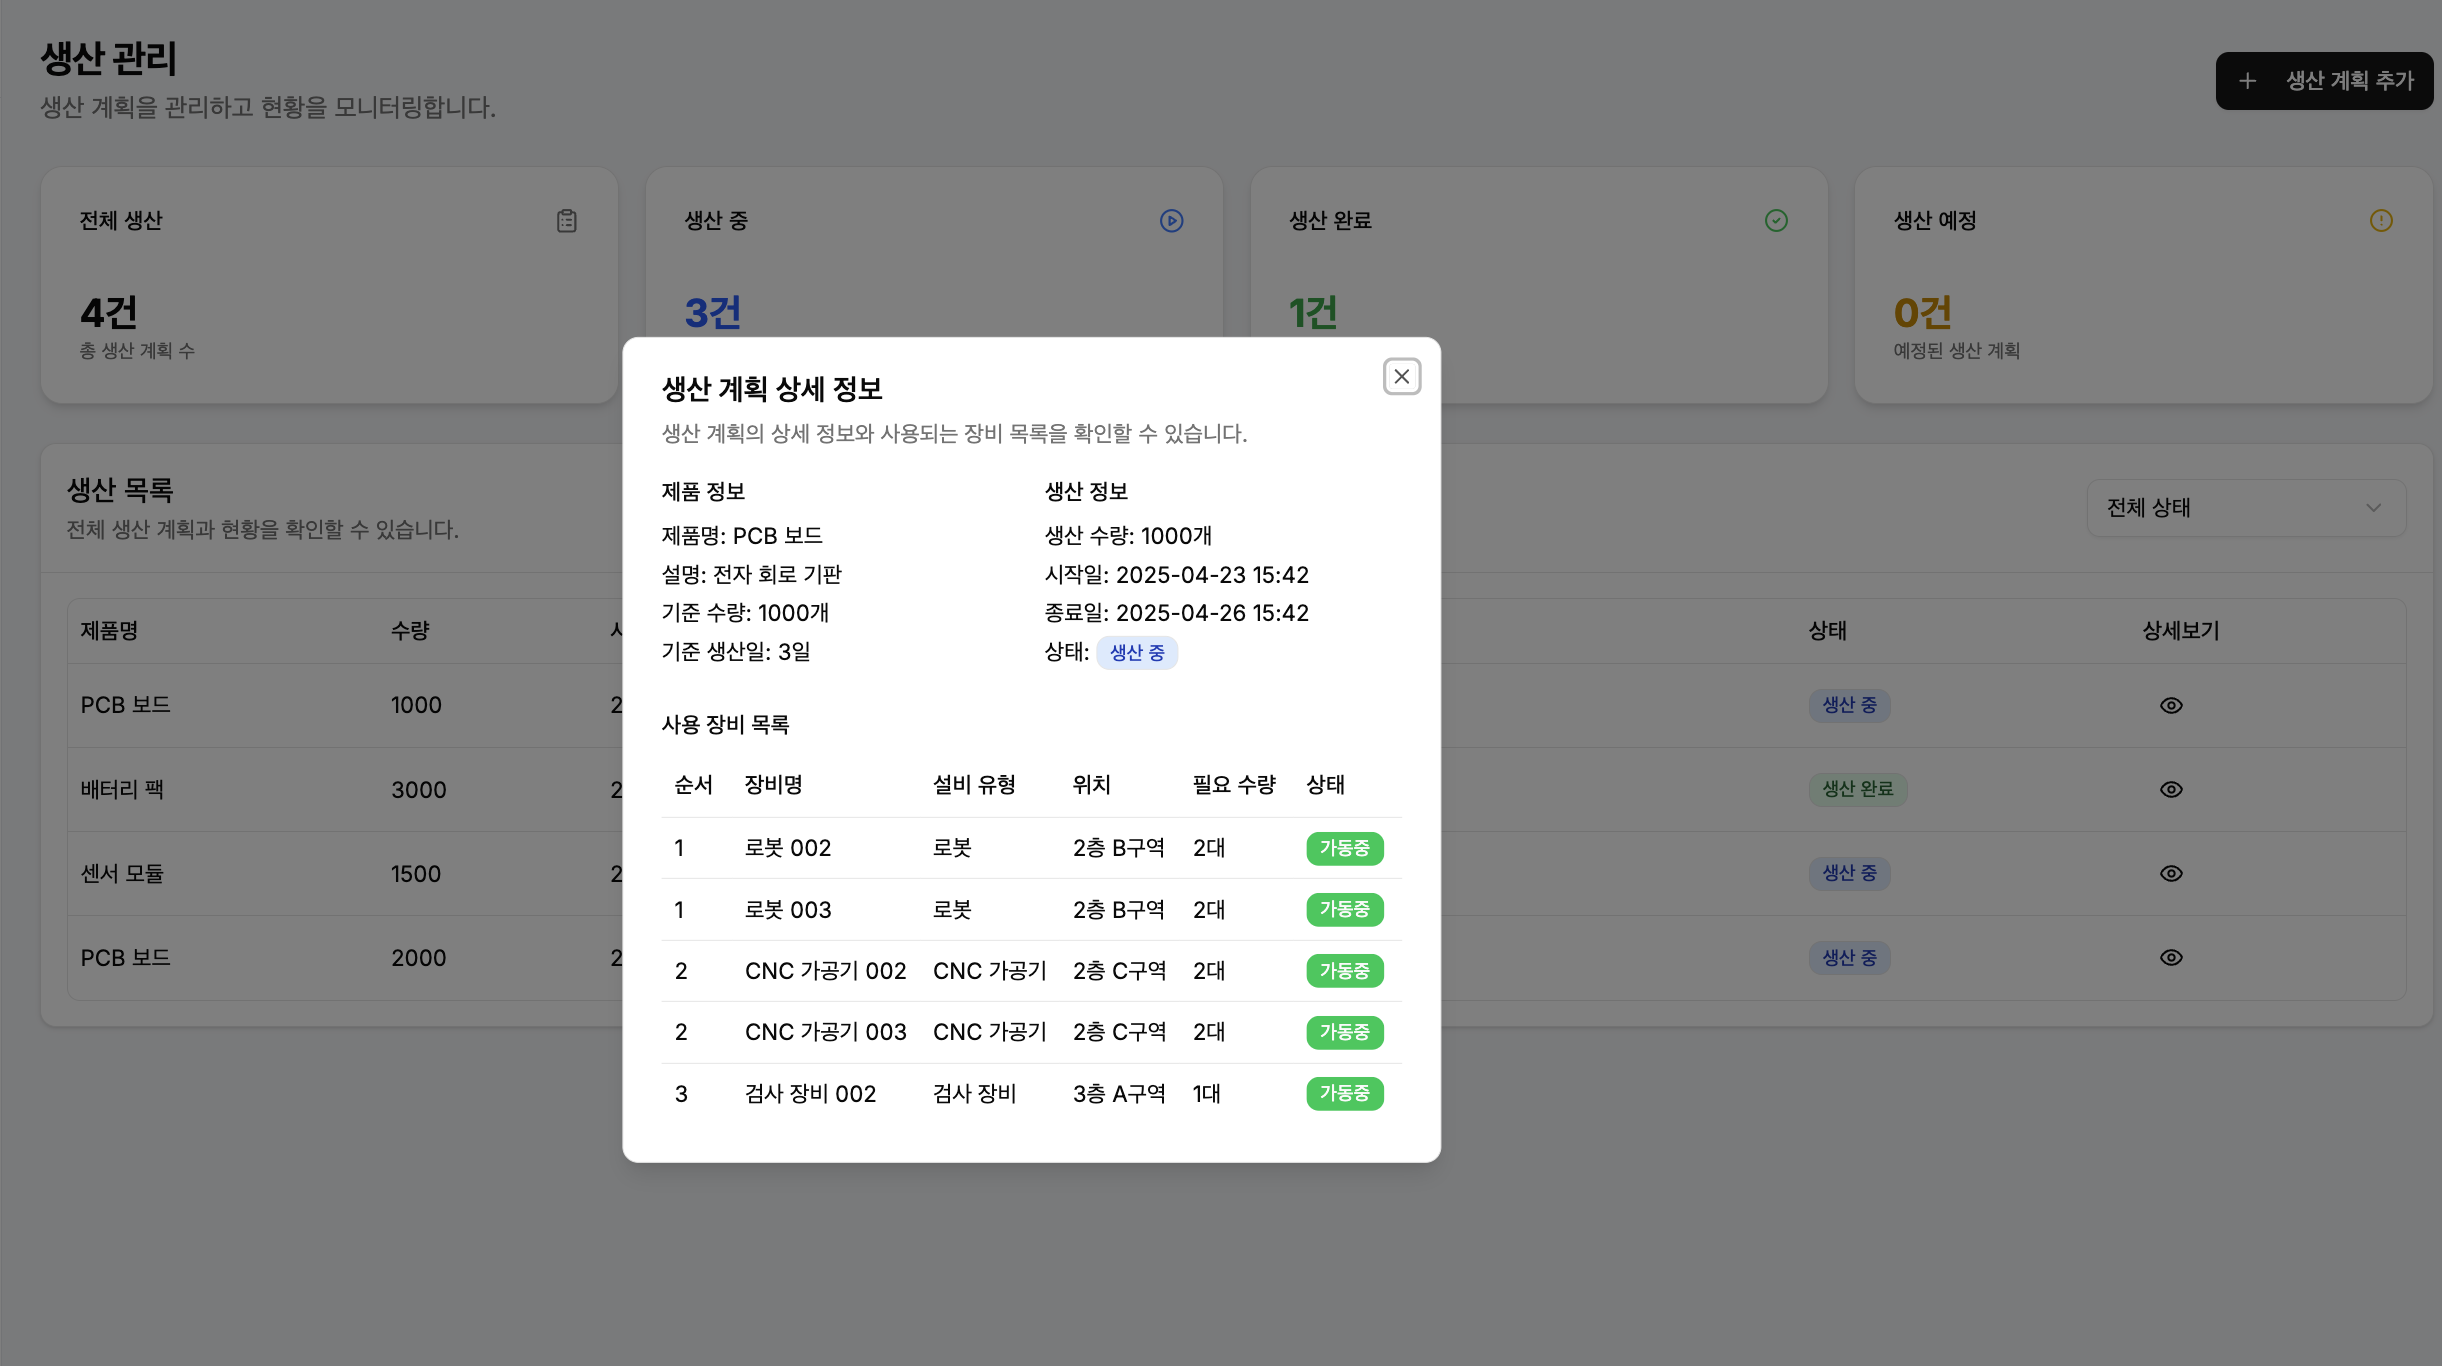 생산 관리
생산 계획을 관리하고 현황을 모니터링합니다.
+ 생산 계획 추가
전체 생산
4건
총 생산 계획 수
생산 중
3건
생산 완료
1건
생산 예정
0건
예정된 생산 계획
생산 목록
전체 생산 계획과 현황을 확인할 수 있습니다.
전체 상태
제품명 수량 상태 상세보기
PCB 보드 1000 2 생산 중
배터리 팩 3000 2 생산 완료
센서 모듈 1500 2 생산 중
PCB 보드 2000 2 생산 중
생산 계획 상세 정보
생산 계획의 상세 정보와 사용되는 장비 목록을 확인할 수 있습니다.
제품 정보
제품명: PCB 보드
설명: 전자 회로 기판
기준 수량: 1000개
기준 생산일: 3일
생산 정보
생산 수량: 1000개
시작일: 2025-04-23 15:42
종료일: 2025-04-26 15:42
상태: 생산 중
사용 장비 목록
순서 장비명 설비 유형 위치 필요 수량 상태
1 로봇 002 로봇 2층 B구역 2대 가동중
1 로봇 003 로봇 2층 B구역 2대 가동중
2 CNC 가공기 002 CNC 가공기 2층 C구역 2대 가동중
2 CNC 가공기 003 CNC 가공기 2층 C구역 2대 가동중
3 검사 장비 002 검사 장비 3층 A구역 1대 가동중